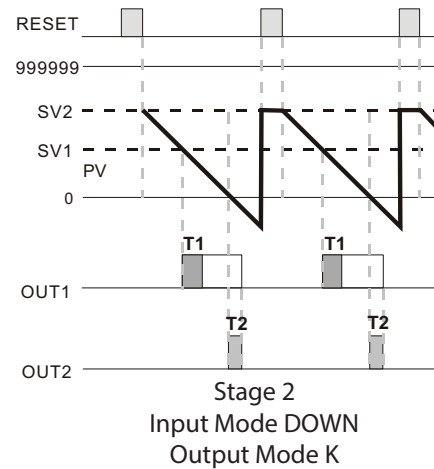 RESET
999999
SV2
SV1
PV
0
T1 T1
OUT1
T2 T2
OUT2
Stage 2
Input Mode DOWN
Output Mode K